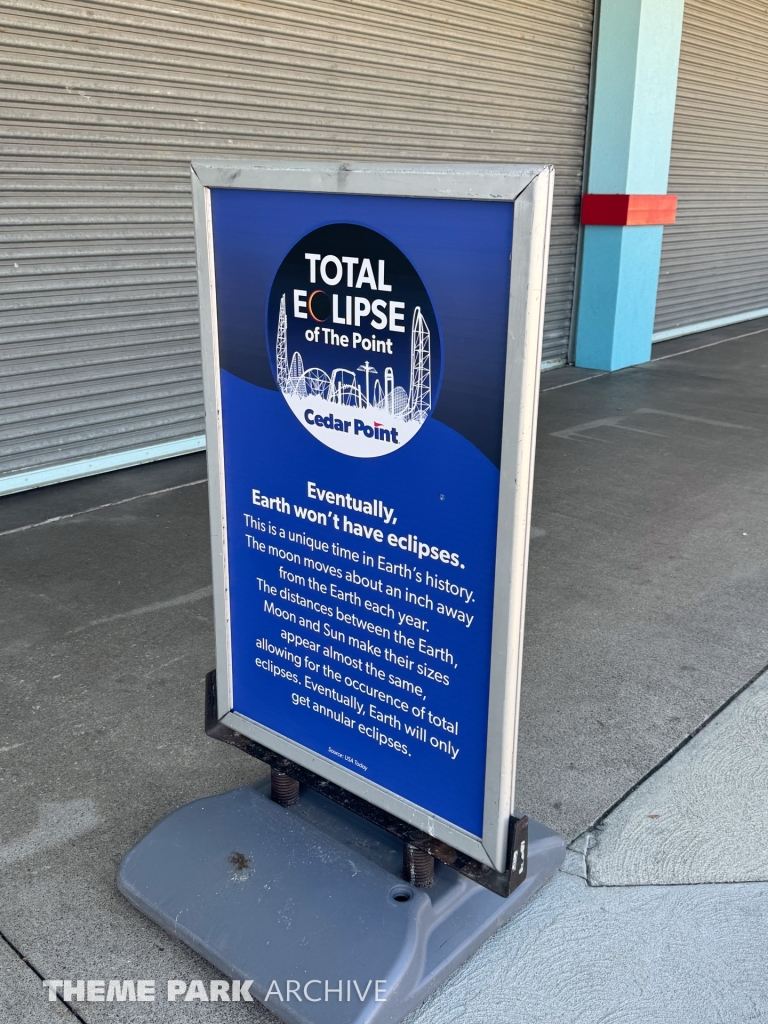 TOTAL
ECLIPSE
of The Point
Cedar Point
Eventually,
Earth won't have eclipses.
This is a unique time in Earth's history.
The moon moves about an inch away
from the Earth each year.
The distances between the Earth,
Moon and Sun make their sizes
appear almost the same,
allowing for the occurence of total
eclipses. Eventually, Earth will only
get annular eclipses.
Source: USA Today
THEME PARK ARCHIVE